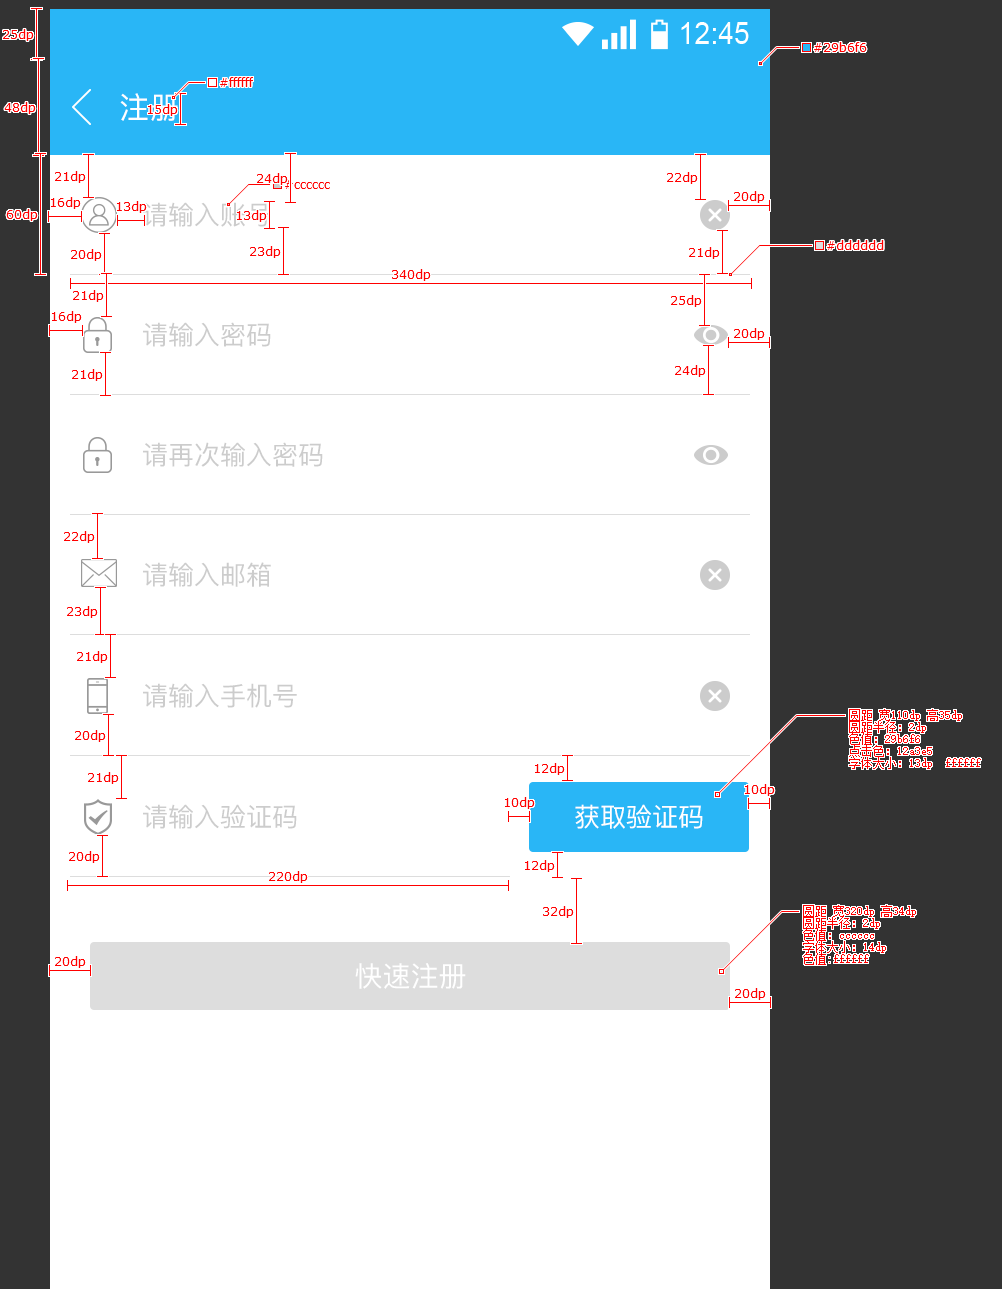 25dp
12:45
#29b6f6
#ffffff
48dp
注册
15dp
21dp
24dp
22dp
#cccccc
16dp
13dp
20dp
60dp
请输入账号
13dp
20dp
23dp
21dp
#dddddd
340dp
21dp
25dp
16dp
请输入密码
20dp
21dp
24dp
请再次输入密码
22dp
请输入邮箱
23dp
21dp
请输入手机号
20dp
圆距 宽110dp 高35dp
圆距半径：2dp
色值：29b6f6
点击色：12a3e5
字体大小：13dp ffffff
12dp
21dp
10dp
10dp
请输入验证码
获取验证码
20dp
12dp
220dp
32dp
圆距 宽320dp 高34dp
圆距半径：2dp
色值：cccccc
字体大小：14dp
色值:ffffff
20dp
快速注册
20dp